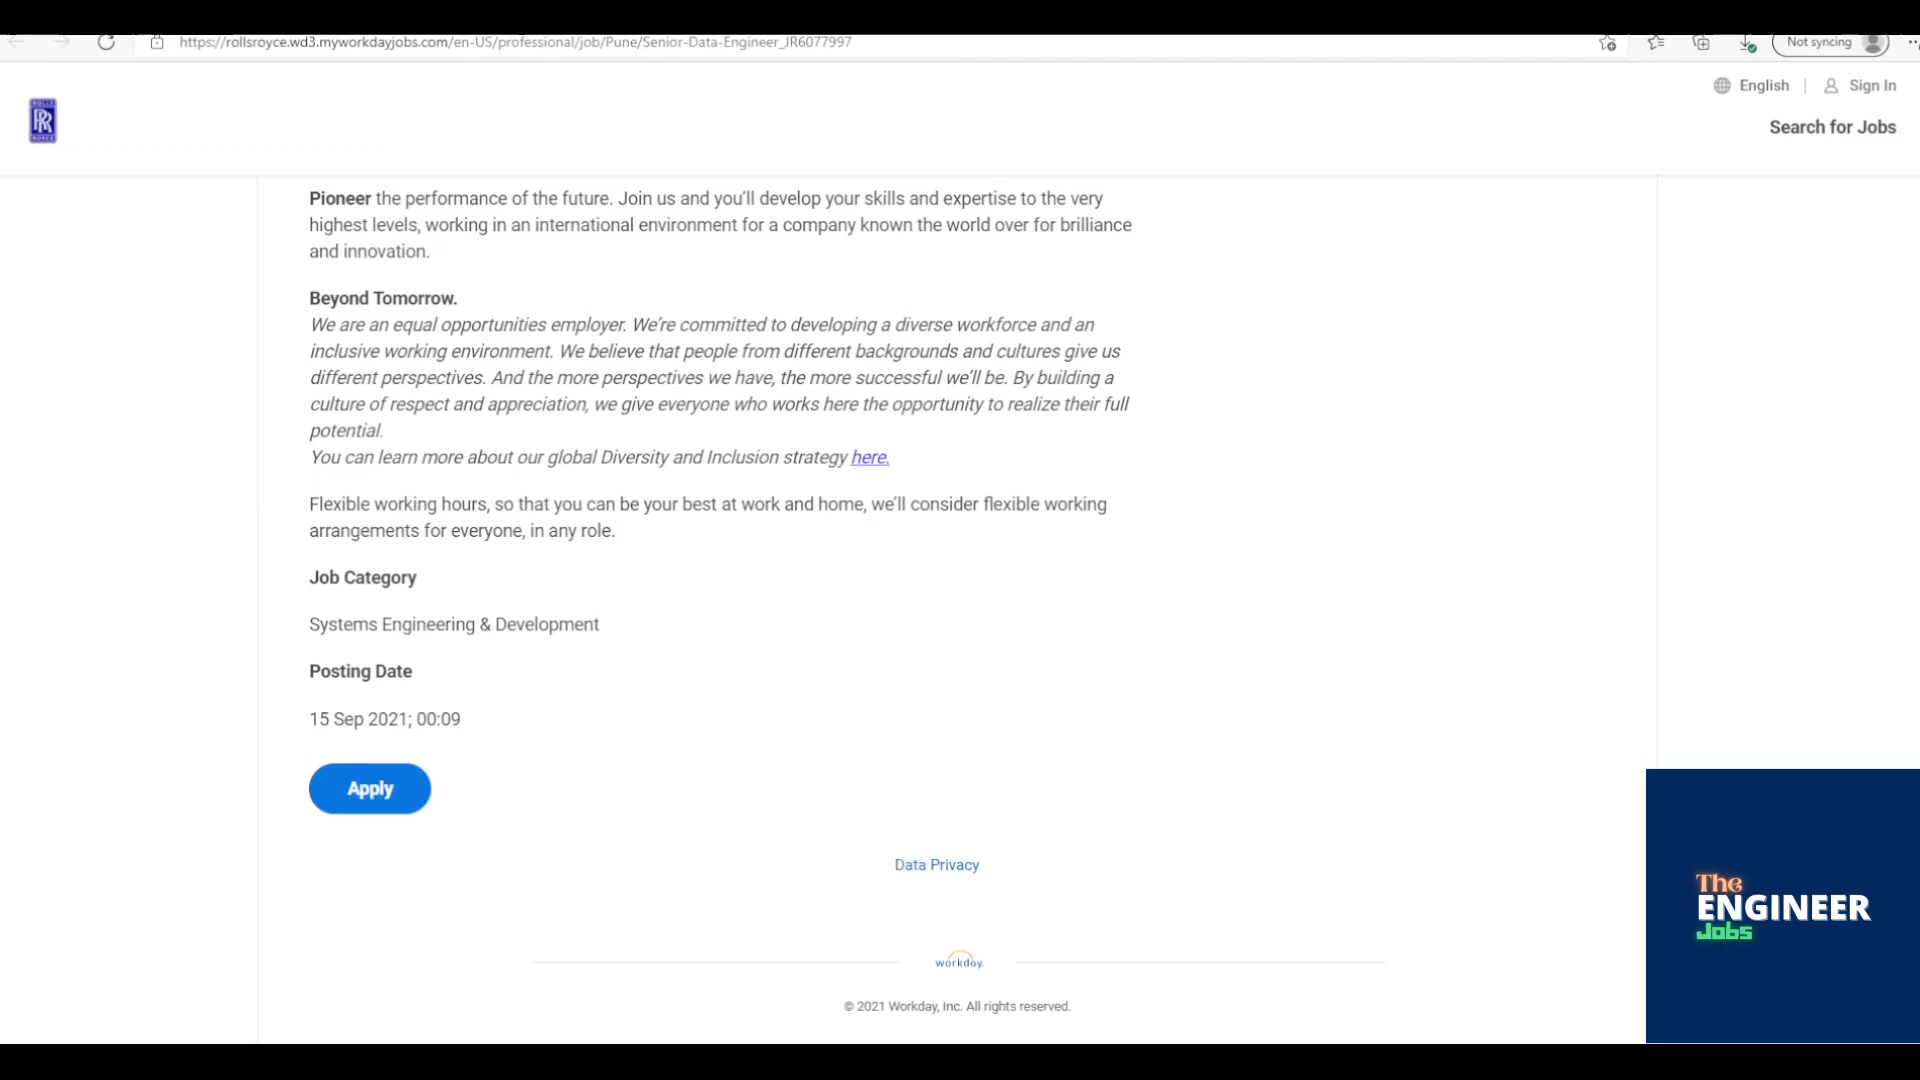 https://rollsroyce.wd3.myworkdayjobs.com/en-US/professional/job/Pune/Senior-Data-Engineer_JR6077997
Not syncing
English | Sign In
ROLLS
RR
ROYCE
Search for Jobs
Pioneer the performance of the future. Join us and you’ll develop your skills and expertise to the very
highest levels, working in an international environment for a company known the world over for brilliance
and innovation.
Beyond Tomorrow.
We are an equal opportunities employer. We’re committed to developing a diverse workforce and an
inclusive working environment. We believe that people from different backgrounds and cultures give us
different perspectives. And the more perspectives we have, the more successful we’ll be. By building a
culture of respect and appreciation, we give everyone who works here the opportunity to realize their full
potential.
You can learn more about our global Diversity and Inclusion strategy here.
Flexible working hours, so that you can be your best at work and home, we’ll consider flexible working
arrangements for everyone, in any role.
Job Category
Systems Engineering & Development
Posting Date
15 Sep 2021; 00:09
Apply
Data Privacy
workday.
© 2021 Workday, Inc. All rights reserved.
The
ENGINEER
Jobs